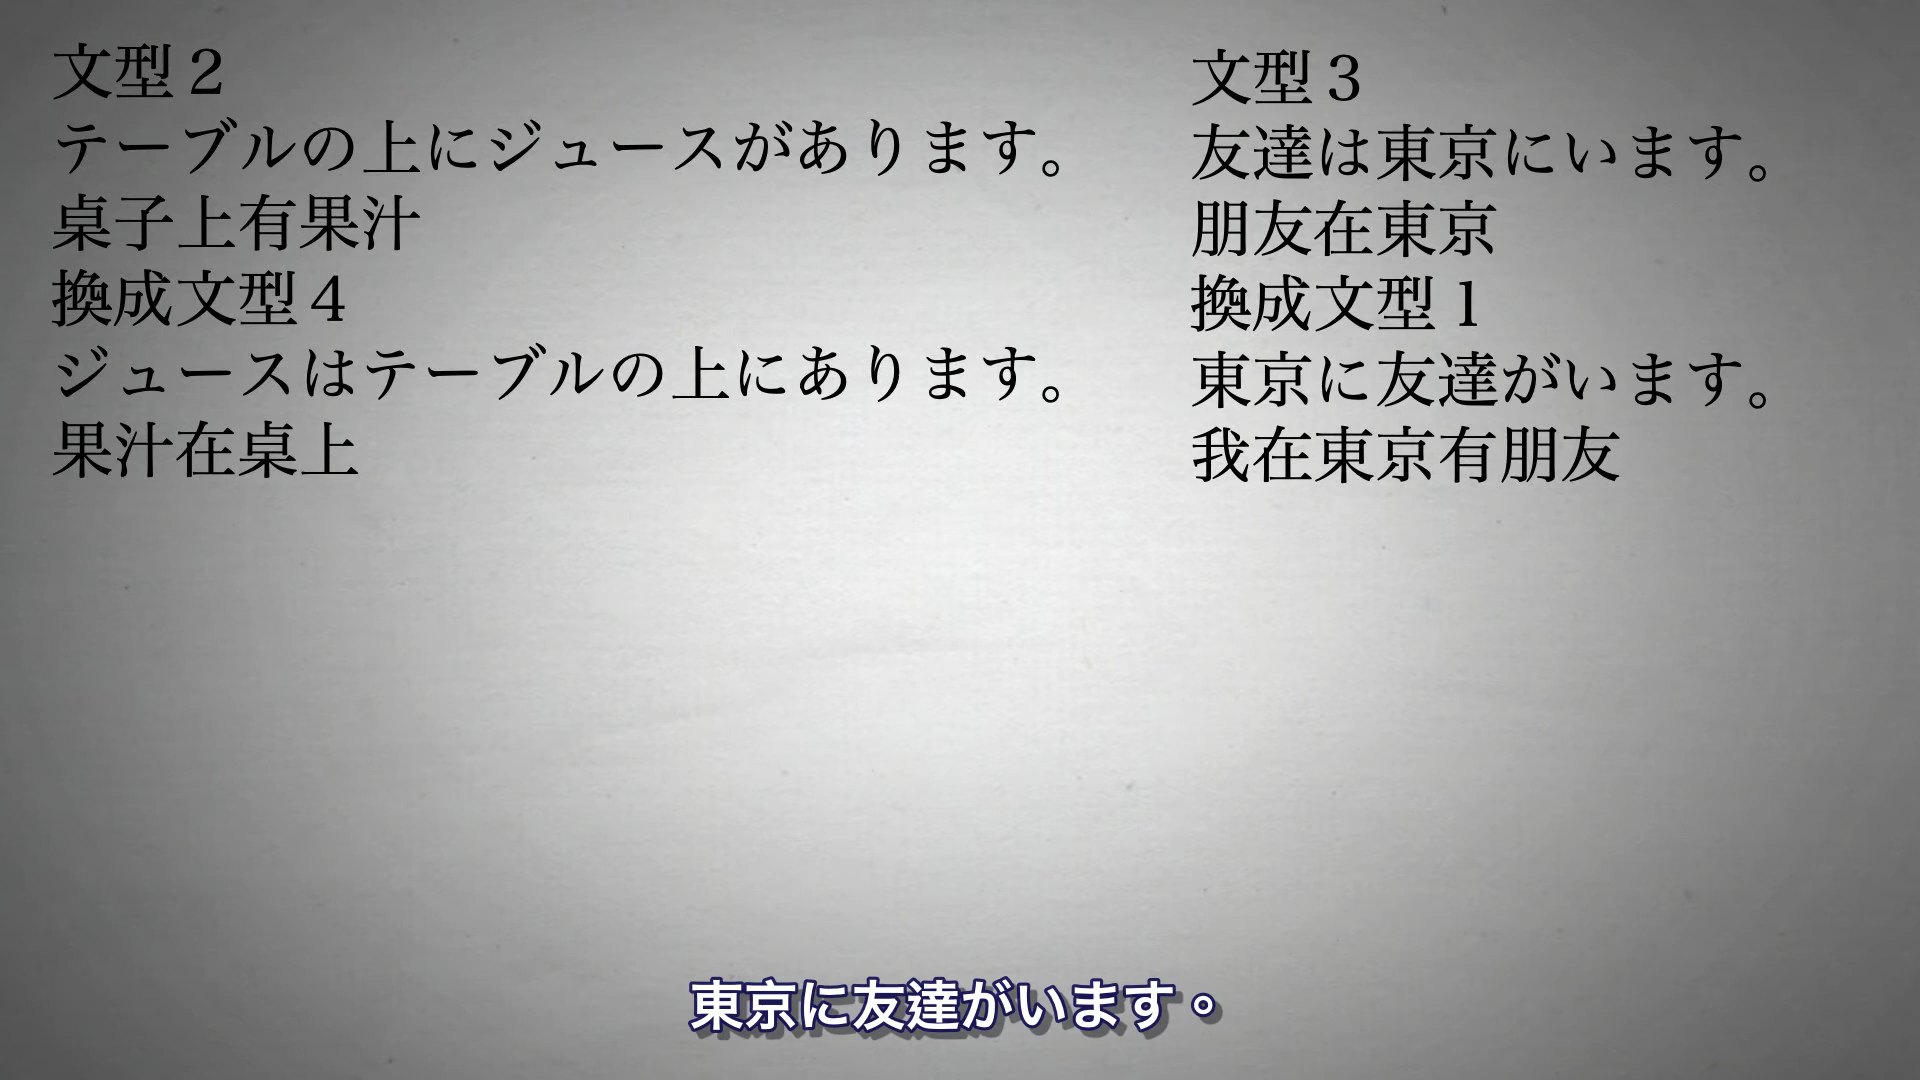 文型２
テーブルの上にジュースがあります。
桌子上有果汁
換成文型４
ジュースはテーブルの上にあります。
果汁在桌上
文型３
友達は東京にいます。
朋友在東京
換成文型１
東京に友達がいます。
我在東京有朋友
東京に友達がいます。